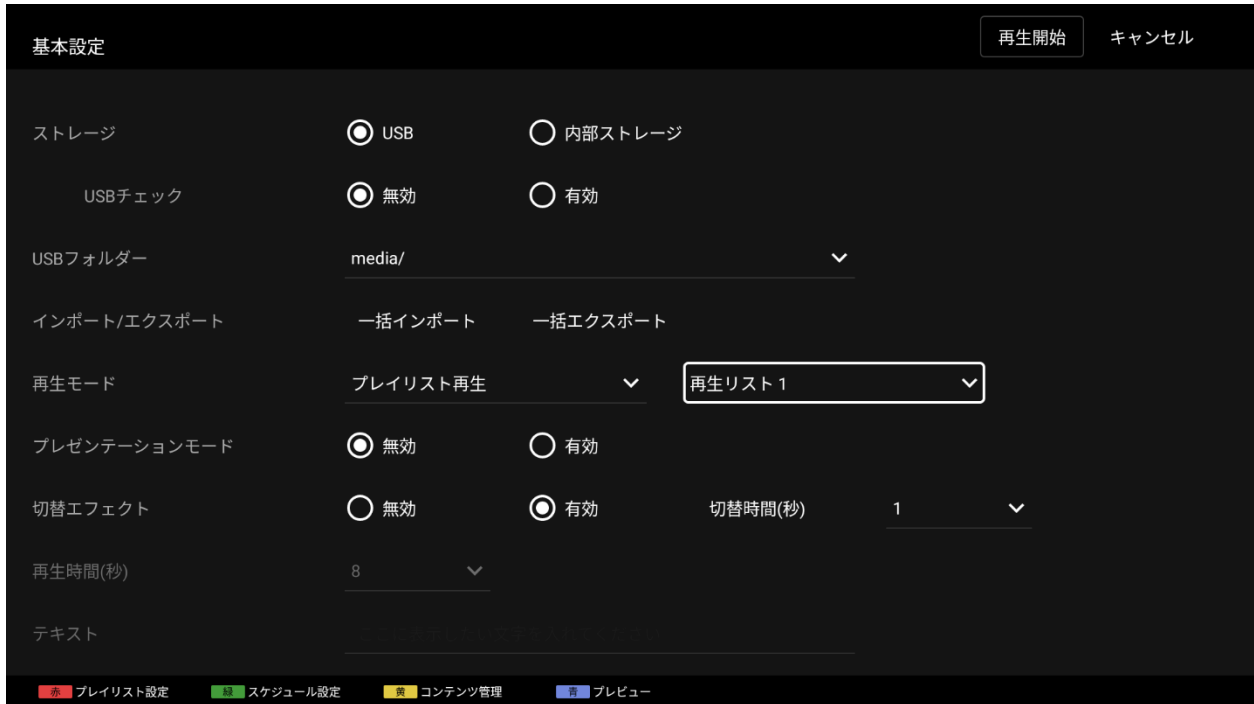 基本設定 再生開始 キャンセル
ストレージ USB 内部ストレージ
USBチェック 無効 有効
USBフォルダー media/
インポート/エクスポート 一括インポート 一括エクスポート
再生モード プレイリスト再生 再生リスト1
プレゼンテーションモード 無効 有効
切替エフェクト 無効 有効 切替時間(秒) 1
再生時間(秒) 8
テキスト
赤 プレイリスト設定 緑 スケジュール設定 黄 コンテンツ管理 青 プレビュー